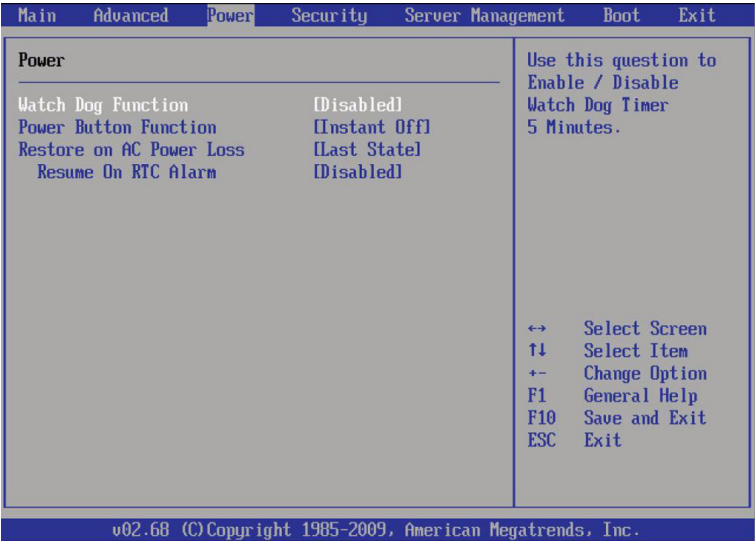 Main Advanced Power Security Server Management Boot Exit
Power
Watch Dog Function [Disabled]
Power Button Function [Instant Off]
Restore on AC Power Loss [Last State]
Resume On RTC Alarm [Disabled]
Use this question to
Enable / Disable
Watch Dog Timer
5 Minutes.
↔ Select Screen
↑↓ Select Item
+- Change Option
F1 General Help
F10 Save and Exit
ESC Exit
v02.68 (C)Copyright 1985-2009, American Megatrends, Inc.